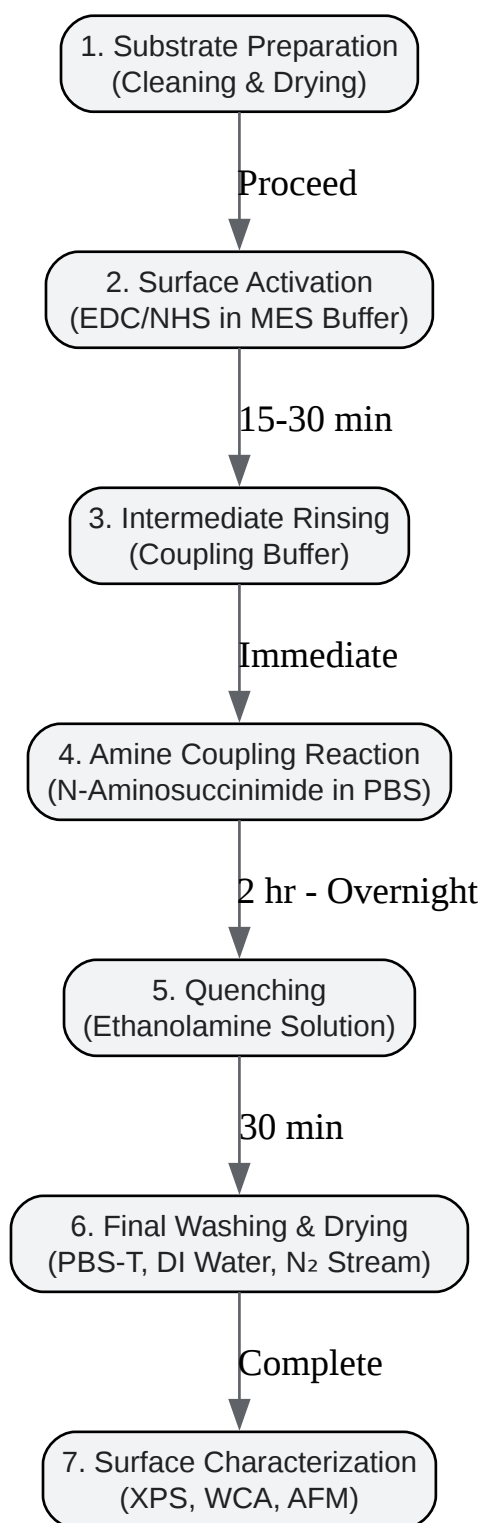 1. Substrate Preparation
(Cleaning & Drying)
Proceed
2. Surface Activation
(EDC/NHS in MES Buffer)
15-30 min
3. Intermediate Rinsing
(Coupling Buffer)
Immediate
4. Amine Coupling Reaction
(N-Aminosuccinimide in PBS)
2 hr - Overnight
5. Quenching
(Ethanolamine Solution)
30 min
6. Final Washing & Drying
(PBS-T, DI Water, N₂ Stream)
Complete
7. Surface Characterization
(XPS, WCA, AFM)